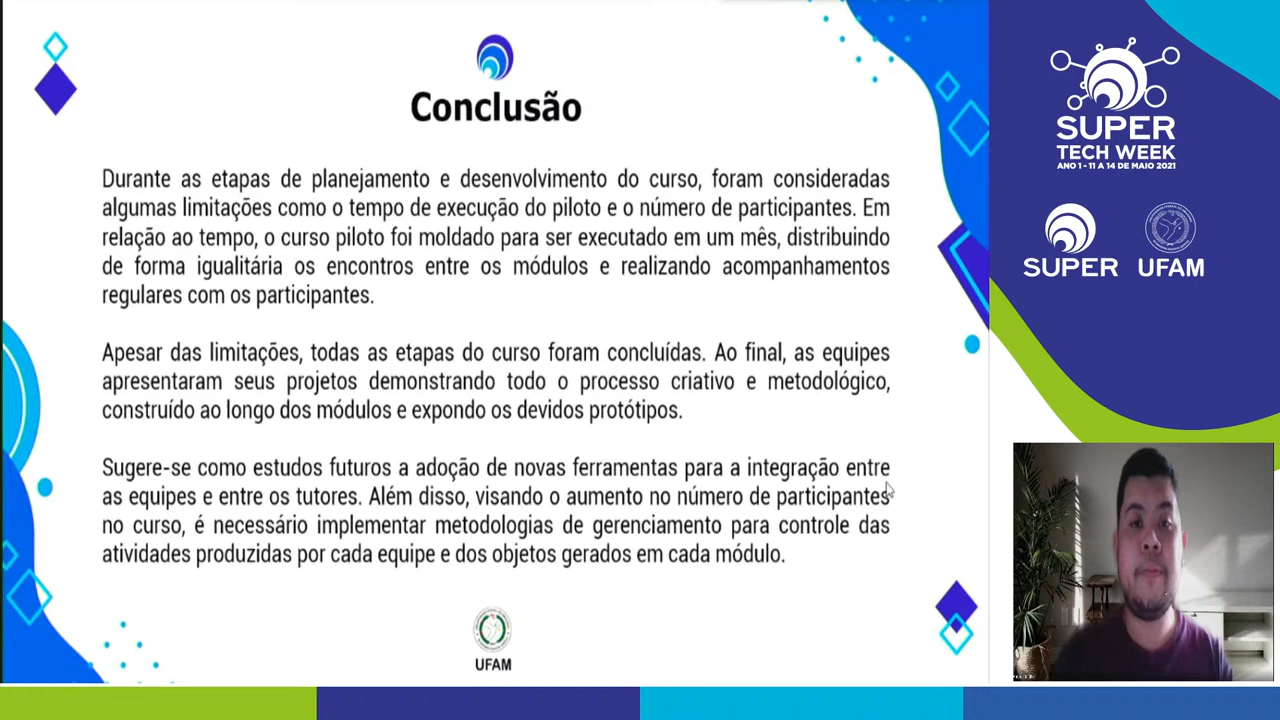 Conclusão
Durante as etapas de planejamento e desenvolvimento do curso, foram consideradas
algumas limitações como o tempo de execução do piloto e o número de participantes. Em
relação ao tempo, o curso piloto foi moldado para ser executado em um mês, distribuindo
de forma igualitária os encontros entre os módulos e realizando acompanhamentos
regulares com os participantes.
Apesar das limitações, todas as etapas do curso foram concluídas. Ao final, as equipes
apresentaram seus projetos demonstrando todo o processo criativo e metodológico,
construído ao longo dos módulos e expondo os devidos protótipos.
Sugere-se como estudos futuros a adoção de novas ferramentas para a integração entre
as equipes e entre os tutores. Além disso, visando o aumento no número de participantes
no curso, é necessário implementar metodologias de gerenciamento para controle das
atividades produzidas por cada equipe e dos objetos gerados em cada módulo.
UFAM
SUPER
TECH WEEK
ANO 1 - 11 A 14 DE MAIO 2021
SUPER
UFAM